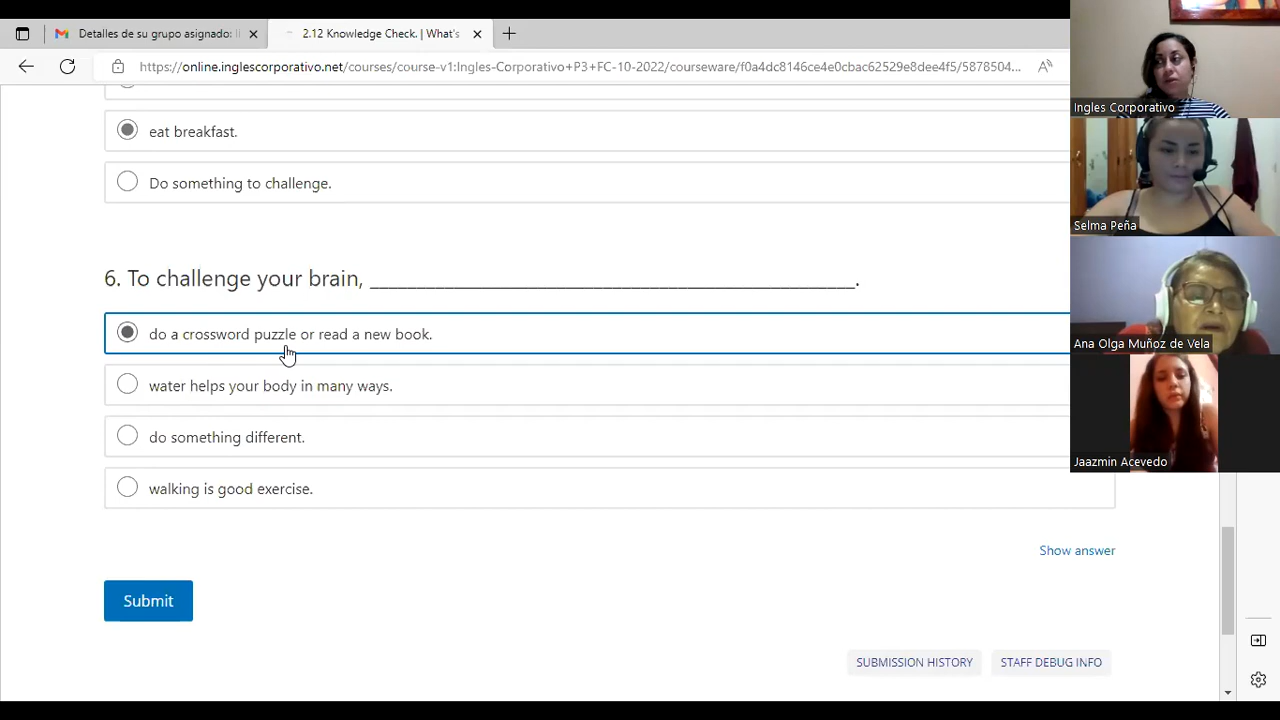 Detalles de su grupo asignado: I
2.12 Knowledge Check. | What's
https://online.inglescorporativo.net/courses/course-v1:Ingles-Corporativo+P3+FC-10-2022/courseware/f0a4dc8146ce4e0cbac62529e8dee4f5/5878504...
eat breakfast.
Do something to challenge.
6. To challenge your brain, ______________________________________________.
do a crossword puzzle or read a new book.
water helps your body in many ways.
do something different.
walking is good exercise.
Show answer
Submit
SUBMISSION HISTORY
STAFF DEBUG INFO
Ingles Corporativo
Selma Peña
Ana Olga Muñoz de Vela
Jaazmin Acevedo